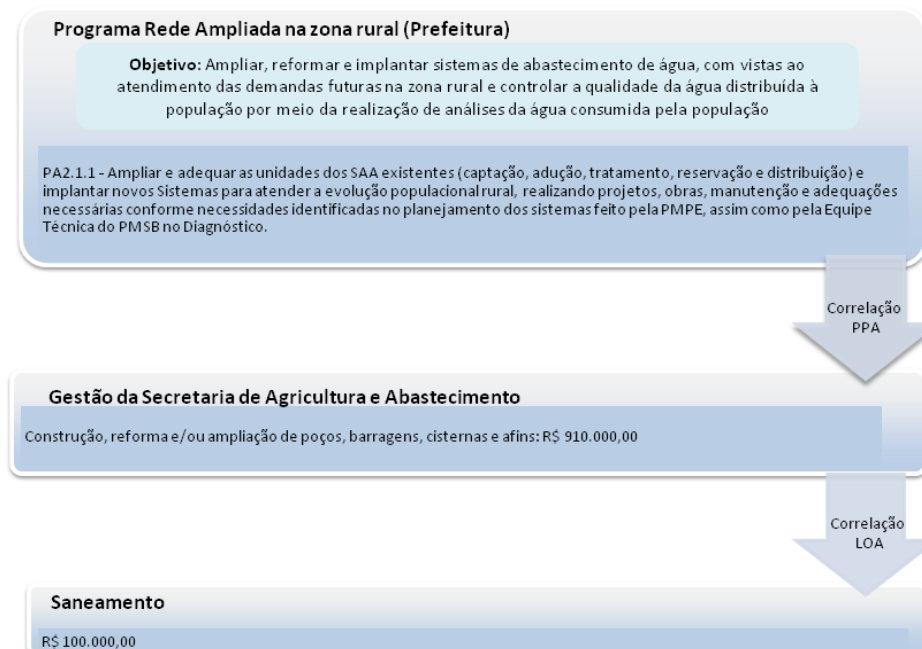 Programa Rede Ampliada na zona rural (Prefeitura)
Objetivo: Ampliar, reformar e implantar sistemas de abastecimento de água, com vistas ao
atendimento das demandas futuras na zona rural e controlar a qualidade da água distribuída à
população por meio da realização de análises da água consumida pela população
PA2.1.1 - Ampliar e adequar as unidades dos SAA existentes (captação, adução, tratamento, reservação e distribuição) e
implantar novos Sistemas para atender a evolução populacional rural, realizando projetos, obras, manutenção e adequações
necessárias conforme necessidades identificadas no planejamento dos sistemas feito pela PMPE, assim como pela Equipe
Técnica do PMSB no Diagnóstico.
Correlação
PPA
Gestão da Secretaria de Agricultura e Abastecimento
Construção, reforma e/ou ampliação de poços, barragens, cisternas e afins: R$ 910.000,00
Correlação
LOA
Saneamento
R$ 100.000,00